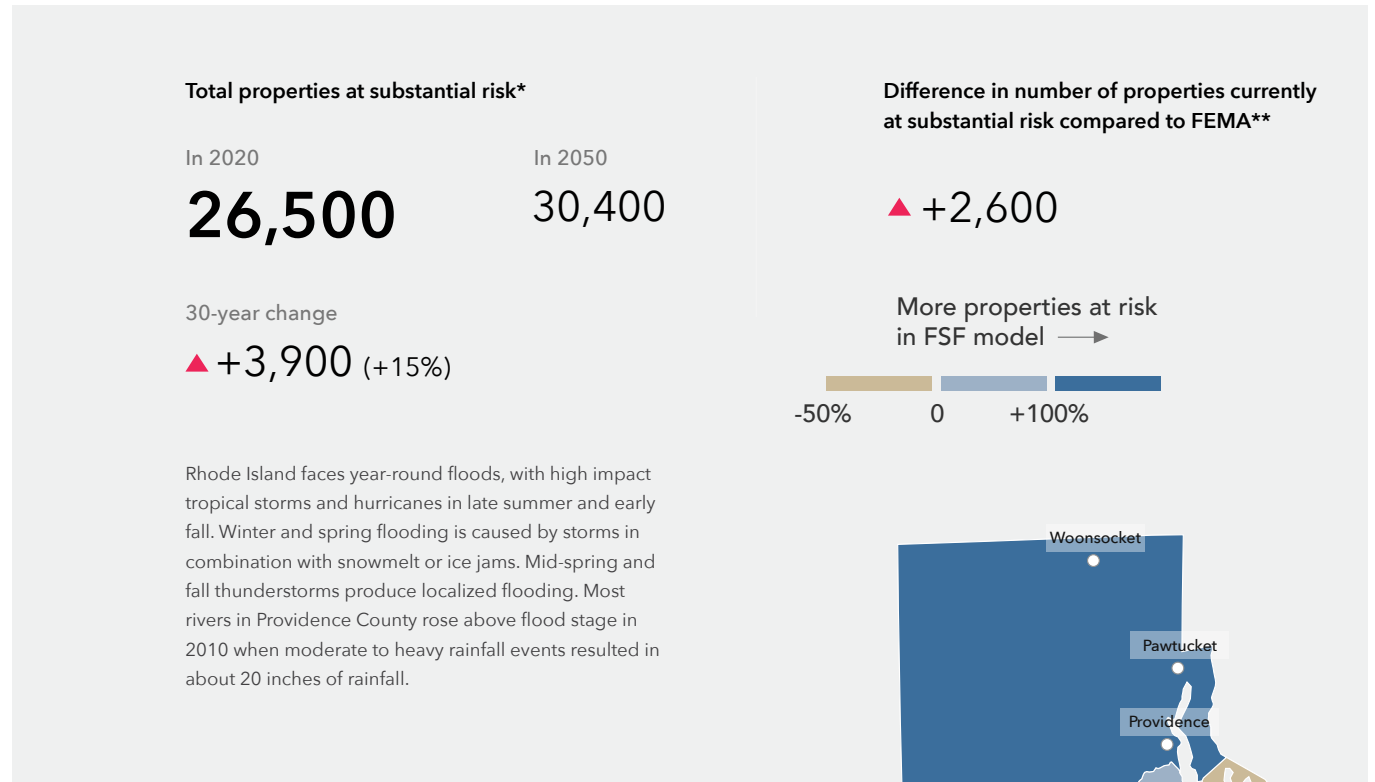 Total properties at substantial risk*
In 2020
26,500
In 2050
30,400
30-year change
+3,900 (+15%)
Rhode Island faces year-round floods, with high impact
tropical storms and hurricanes in late summer and early
fall. Winter and spring flooding is caused by storms in
combination with snowmelt or ice jams. Mid-spring and
fall thunderstorms produce localized flooding. Most
rivers in Providence County rose above flood stage in
2010 when moderate to heavy rainfall events resulted in
about 20 inches of rainfall.
Difference in number of properties currently
at substantial risk compared to FEMA**
+2,600
More properties at risk
in FSF model
-50% 0 +100%
Woonsocket
Pawtucket
Providence